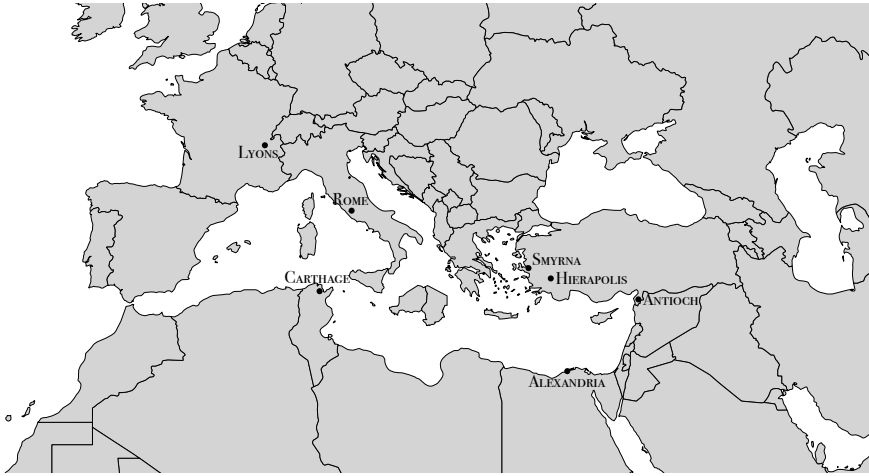 Lyons
Rome
Smyrna
Hierapolis
Carthage
Antioch
Alexandria